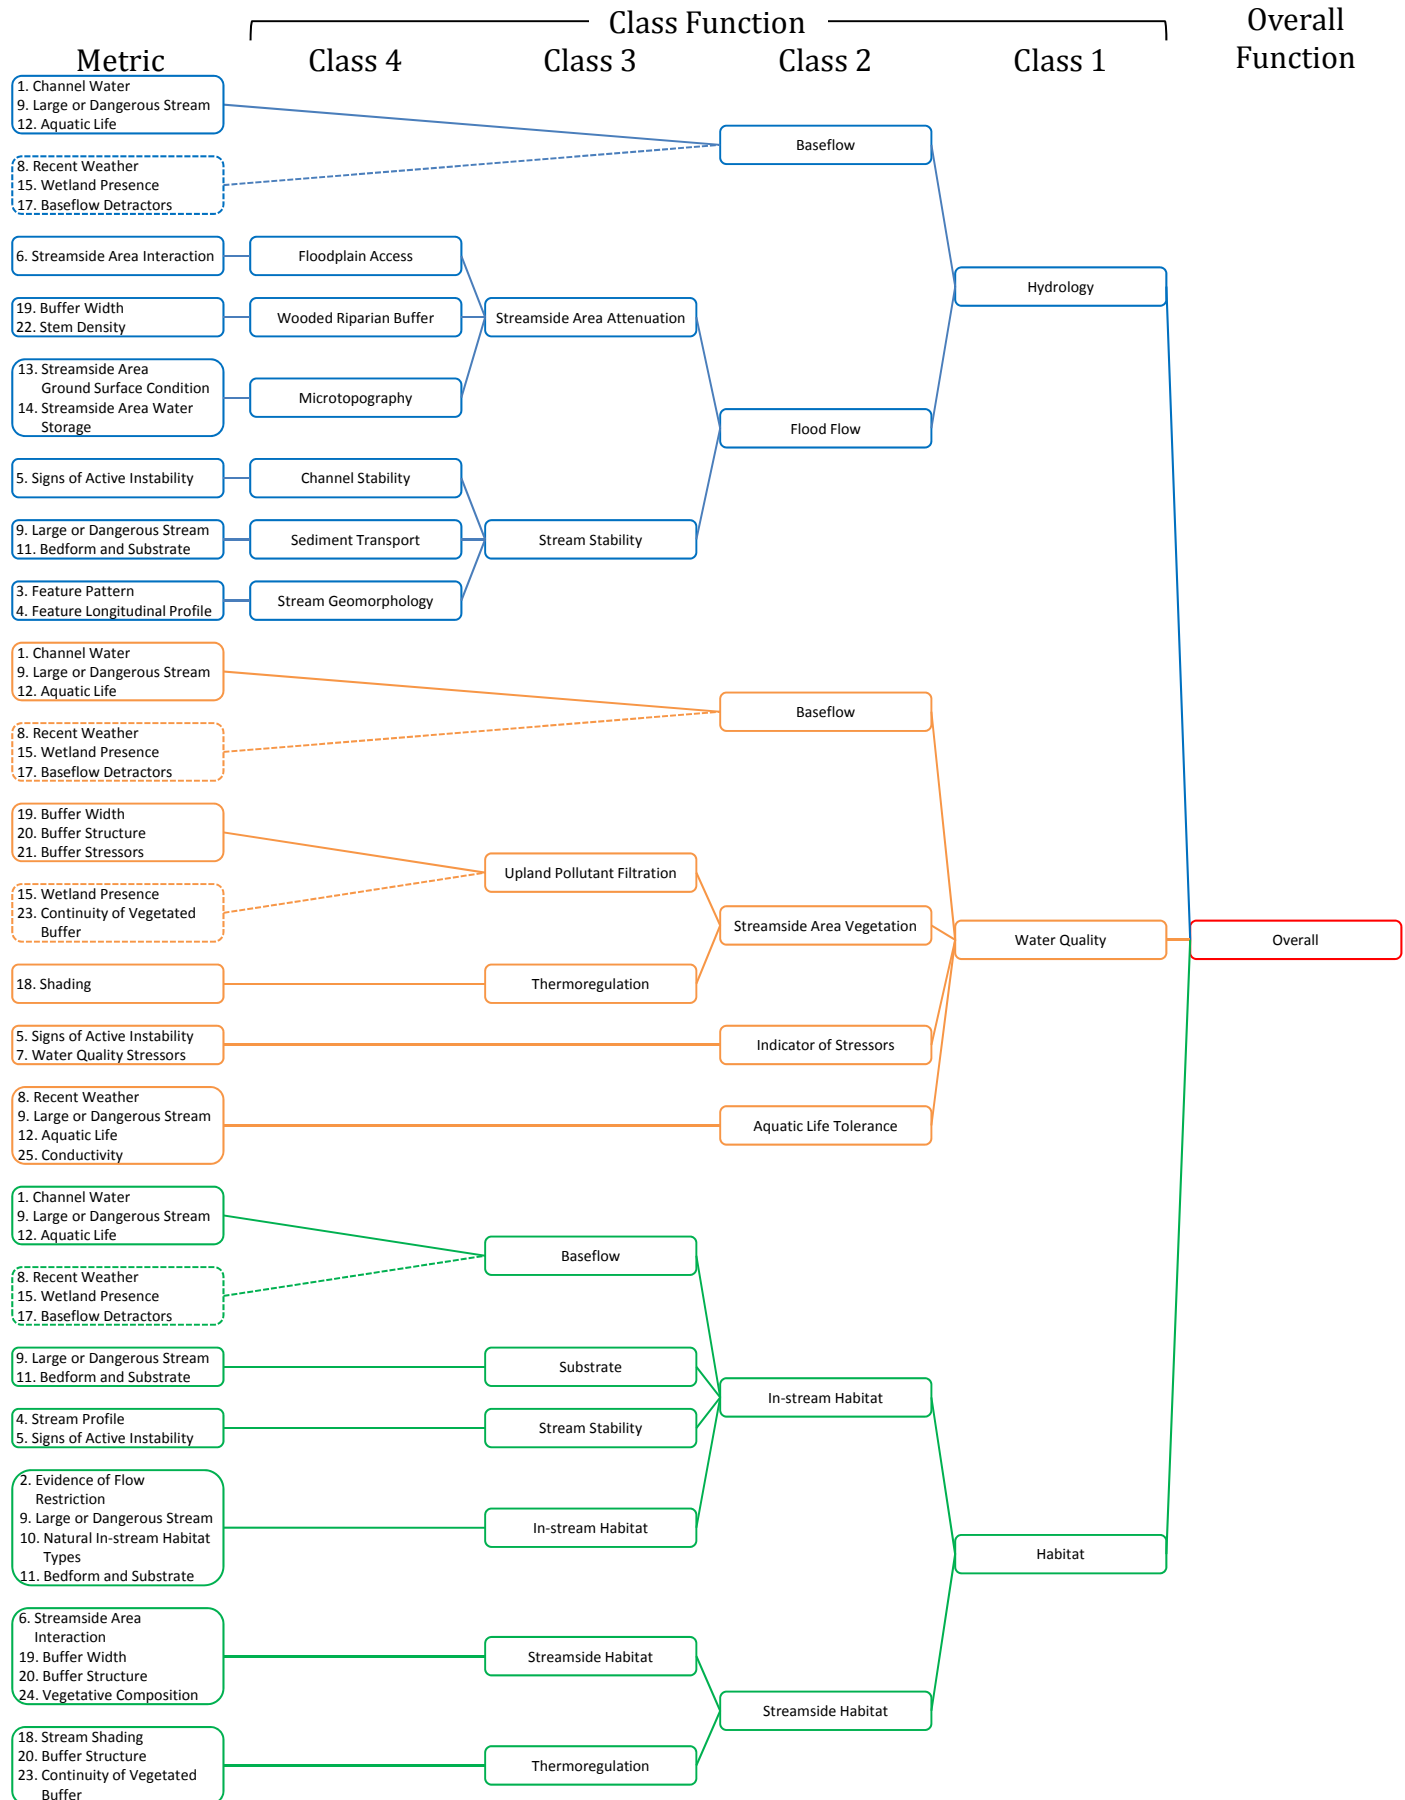 Class Function
Overall
Function
Metric
Class 4
Class 3
Class 2
Class 1
1. Channel Water
9. Large or Dangerous Stream
12. Aquatic Life
Baseflow
8. Recent Weather
15. Wetland Presence
17. Baseflow Detractors
6. Streamside Area Interaction
Floodplain Access
Hydrology
19. Buffer Width
22. Stem Density
Wooded Riparian Buffer
Streamside Area Attenuation
13. Streamside Area
Ground Surface Condition
14. Streamside Area Water
Storage
Microtopography
Flood Flow
5. Signs of Active Instability
Channel Stability
9. Large or Dangerous Stream
11. Bedform and Substrate
Sediment Transport
Stream Stability
3. Feature Pattern
4. Feature Longitudinal Profile
Stream Geomorphology
1. Channel Water
9. Large or Dangerous Stream
12. Aquatic Life
Baseflow
8. Recent Weather
15. Wetland Presence
17. Baseflow Detractors
19. Buffer Width
20. Buffer Structure
21. Buffer Stressors
Upland Pollutant Filtration
15. Wetland Presence
23. Continuity of Vegetated
Buffer
Streamside Area Vegetation
Water Quality
Overall
18. Shading
Thermoregulation
5. Signs of Active Instability
7. Water Quality Stressors
Indicator of Stressors
8. Recent Weather
9. Large or Dangerous Stream
12. Aquatic Life
25. Conductivity
Aquatic Life Tolerance
1. Channel Water
9. Large or Dangerous Stream
12. Aquatic Life
Baseflow
8. Recent Weather
15. Wetland Presence
17. Baseflow Detractors
9. Large or Dangerous Stream
11. Bedform and Substrate
Substrate
In-stream Habitat
4. Stream Profile
5. Signs of Active Instability
Stream Stability
2. Evidence of Flow
Restriction
9. Large or Dangerous Stream
10. Natural In-stream Habitat
Types
11. Bedform and Substrate
In-stream Habitat
Habitat
6. Streamside Area
Interaction
19. Buffer Width
20. Buffer Structure
24. Vegetative Composition
Streamside Habitat
Streamside Habitat
18. Stream Shading
20. Buffer Structure
23. Continuity of Vegetated
Buffer
Thermoregulation